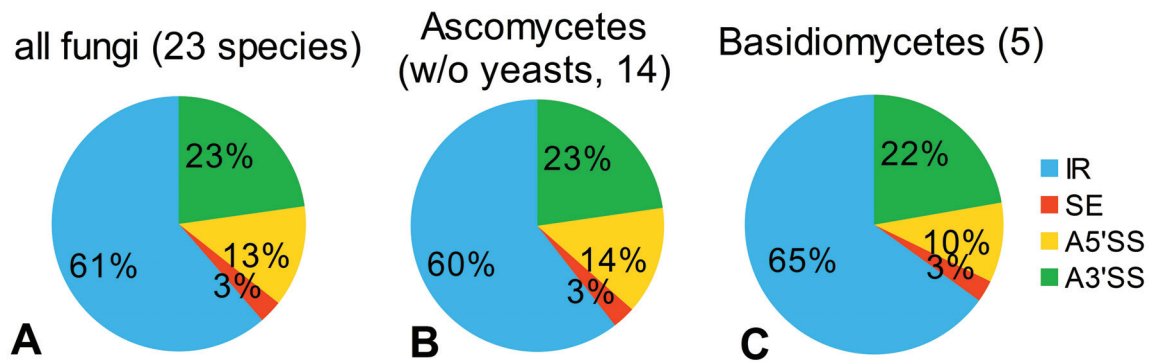 all fungi (23 species)
Ascomycetes
(w/o yeasts, 14)
Basidiomycetes (5)
23%
13%
3%
61%
A
23%
14%
3%
60%
B
22%
10%
3%
65%
C
IR
SE
A5'SS
A3'SS